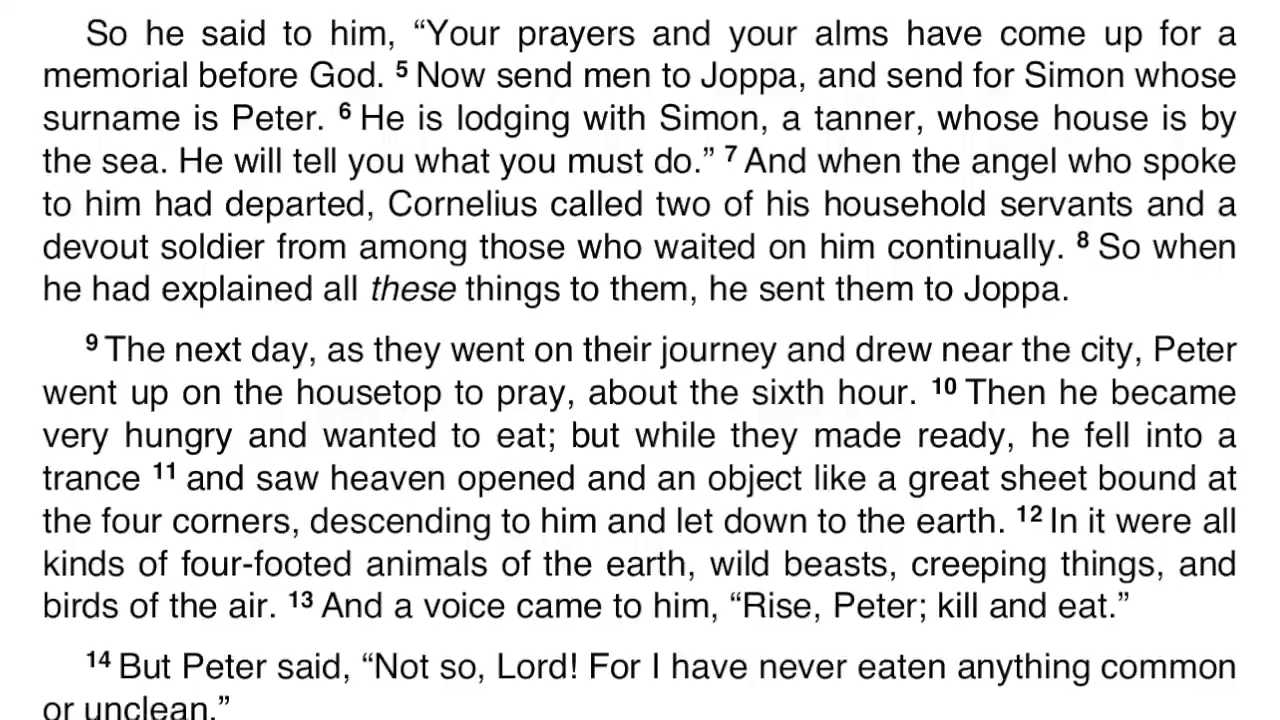 So he said to him, “Your prayers and your alms have come up for a
memorial before God. 5 Now send men to Joppa, and send for Simon whose
surname is Peter. 6 He is lodging with Simon, a tanner, whose house is by
the sea. He will tell you what you must do.” 7 And when the angel who spoke
to him had departed, Cornelius called two of his household servants and a
devout soldier from among those who waited on him continually. 8 So when
he had explained all these things to them, he sent them to Joppa.
9 The next day, as they went on their journey and drew near the city, Peter
went up on the housetop to pray, about the sixth hour. 10 Then he became
very hungry and wanted to eat; but while they made ready, he fell into a
trance 11 and saw heaven opened and an object like a great sheet bound at
the four corners, descending to him and let down to the earth. 12 In it were all
kinds of four-footed animals of the earth, wild beasts, creeping things, and
birds of the air. 13 And a voice came to him, “Rise, Peter; kill and eat.”
14 But Peter said, “Not so, Lord! For I have never eaten anything common
or unclean.”